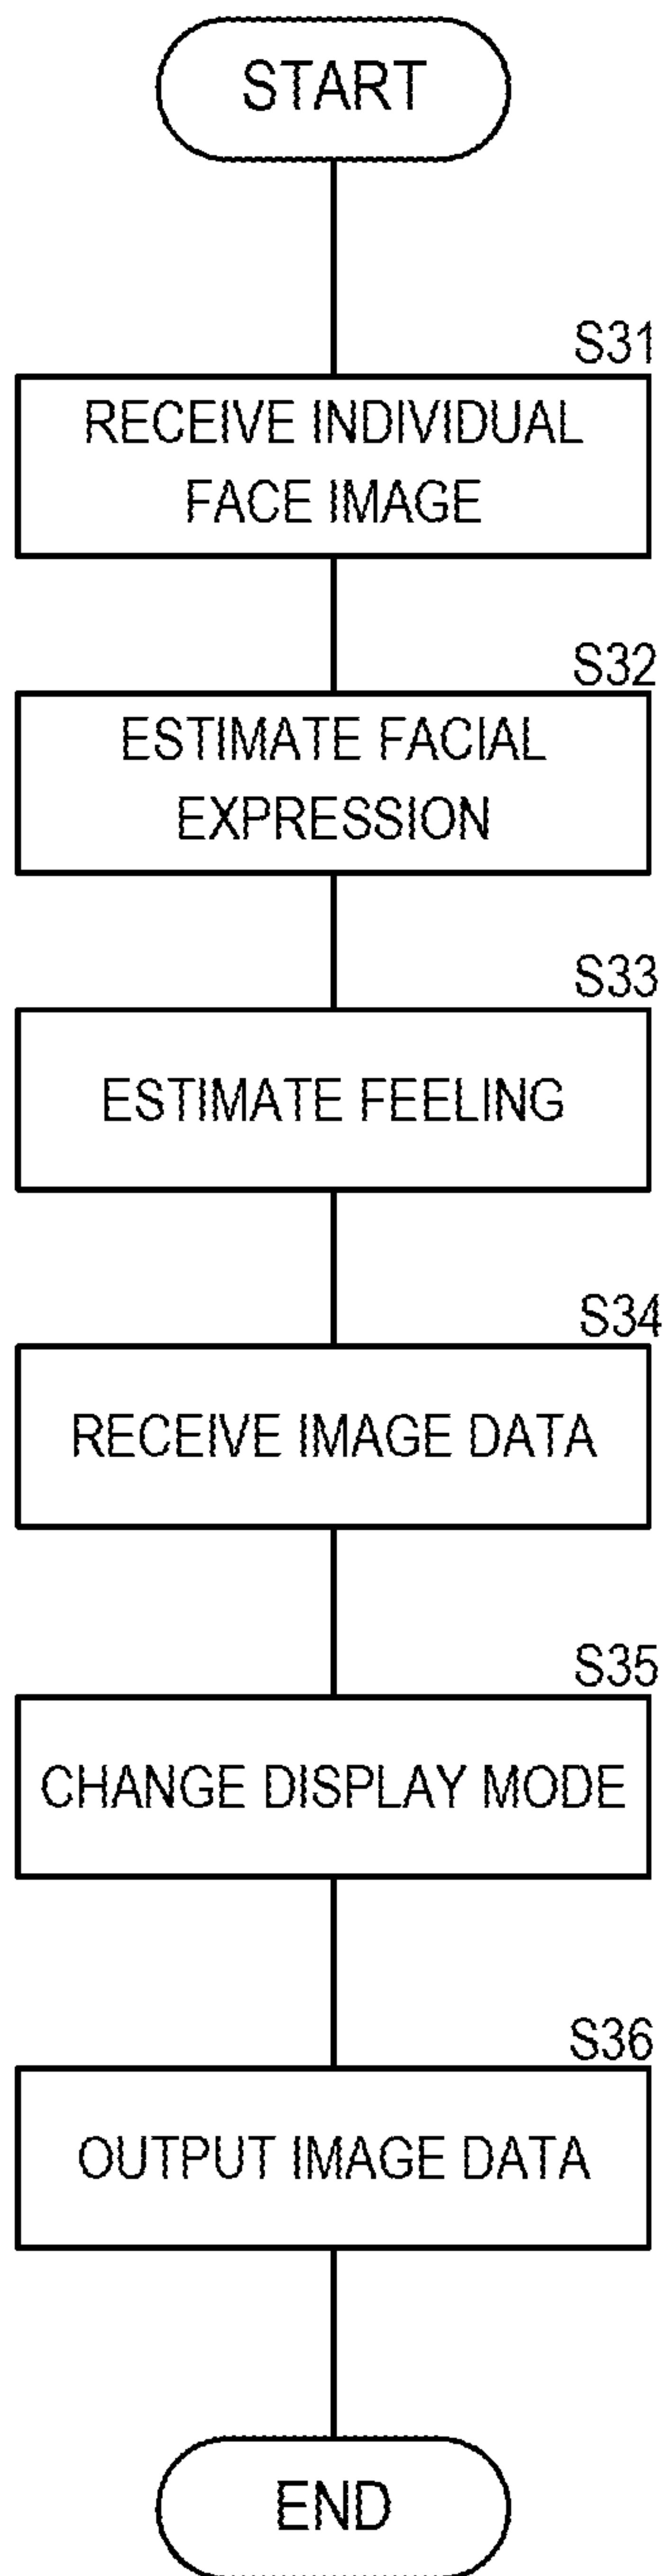 START
S31
RECEIVE INDIVIDUAL
FACE IMAGE
S32
ESTIMATE FACIAL
EXPRESSION
S33
ESTIMATE FEELING
S34
RECEIVE IMAGE DATA
S35
CHANGE DISPLAY MODE
S36
OUTPUT IMAGE DATA
END